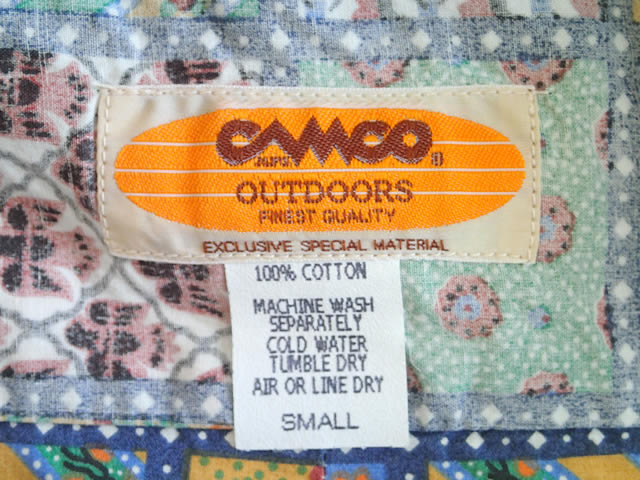 CAMCO
OUTDOORS
FINEST QUALITY
EXCLUSIVE SPECIAL MATERIAL
100% COTTON
MACHINE WASH
SEPARATELY
COLD WATER
TUMBLE DRY
AIR OR LINE DRY
SMALL